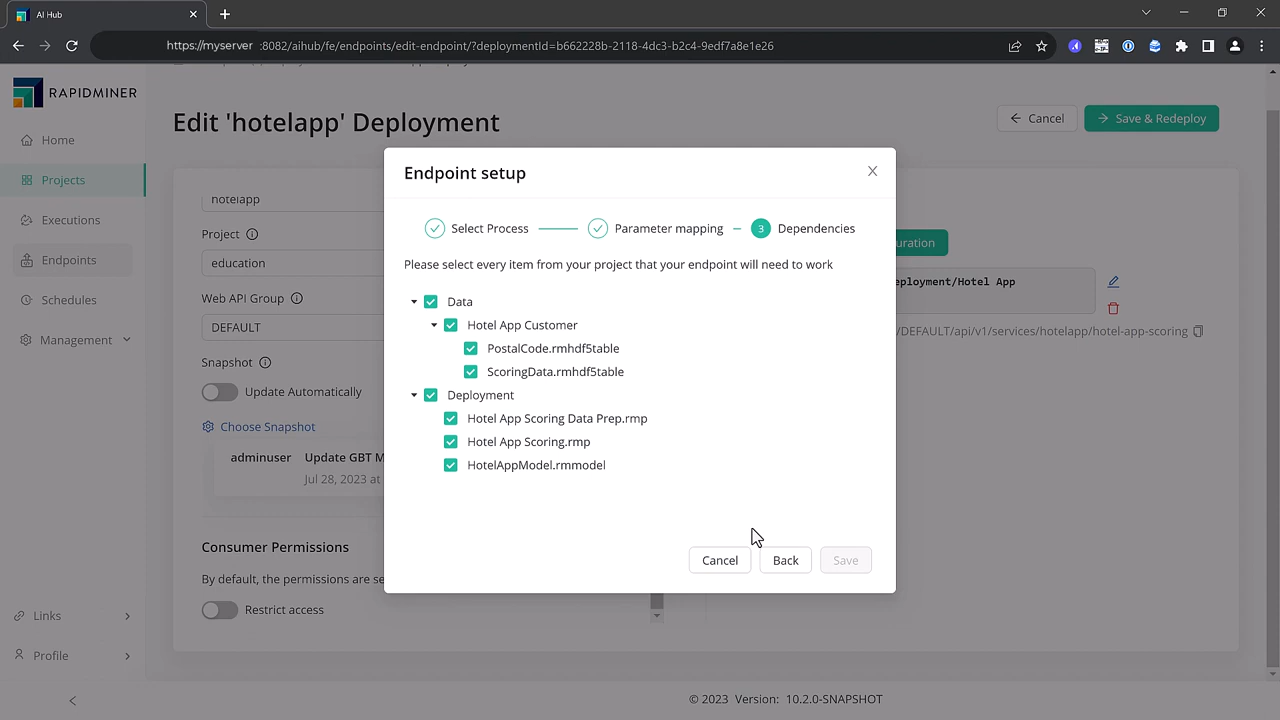 AI Hub
https://myserver :8082/aihub/fe/endpoints/edit-endpoint/?deploymentId=b662228b-2118-4dc3-b2c4-9edf7a8e1e26
RAPIDMINER
Home
Projects
Executions
Endpoints
Schedules
Management
Links
Profile
Edit 'hotelapp' Deployment
Cancel
Save & Redeploy
hotelapp
Project
education
Web API Group
DEFAULT
Snapshot
Update Automatically
Choose Snapshot
adminuser Update GBT M
Jul 28, 2023 at
Consumer Permissions
By default, the permissions are se
Restrict access
uration
eployment/Hotel App
/DEFAULT/api/v1/services/hotelapp/hotel-app-scoring
Endpoint setup
Select Process
Parameter mapping
3 Dependencies
Please select every item from your project that your endpoint will need to work
Data
Hotel App Customer
PostalCode.rmhdf5table
ScoringData.rmhdf5table
Deployment
Hotel App Scoring Data Prep.rmp
Hotel App Scoring.rmp
HotelAppModel.rmmodel
Cancel
Back
Save
© 2023 Version: 10.2.0-SNAPSHOT